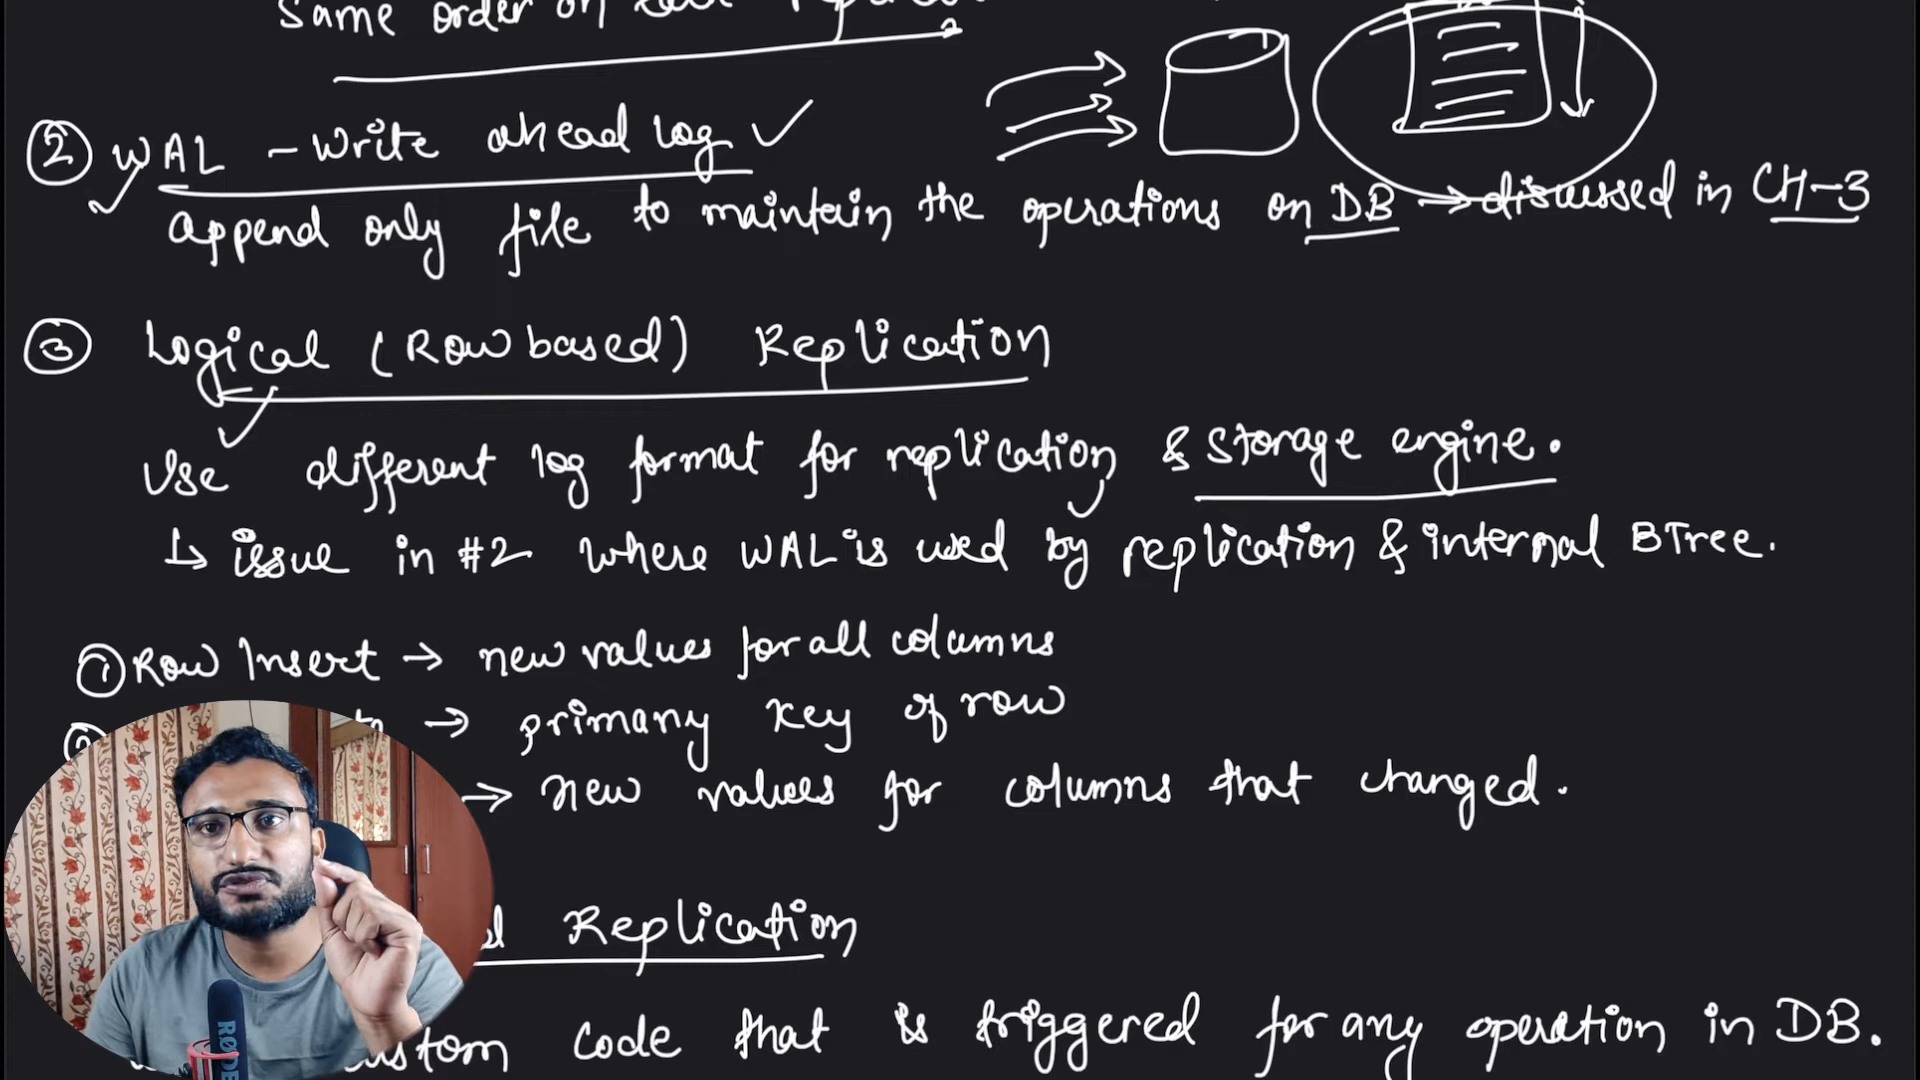 Same order on
② WAL - Write ahead log ✓
Append only file to maintain the operations on DB → discussed in CH-3
③ Logical (Row based) Replication
Use different log format for replication & storage engine.
↳ issue in #2 where WAL is used by replication & internal BTree.
① Row Insert → new values for all columns
→ primary key of row
→ new values for columns that changed.
Replication
code that is triggered for any operation in DB.
RØDE